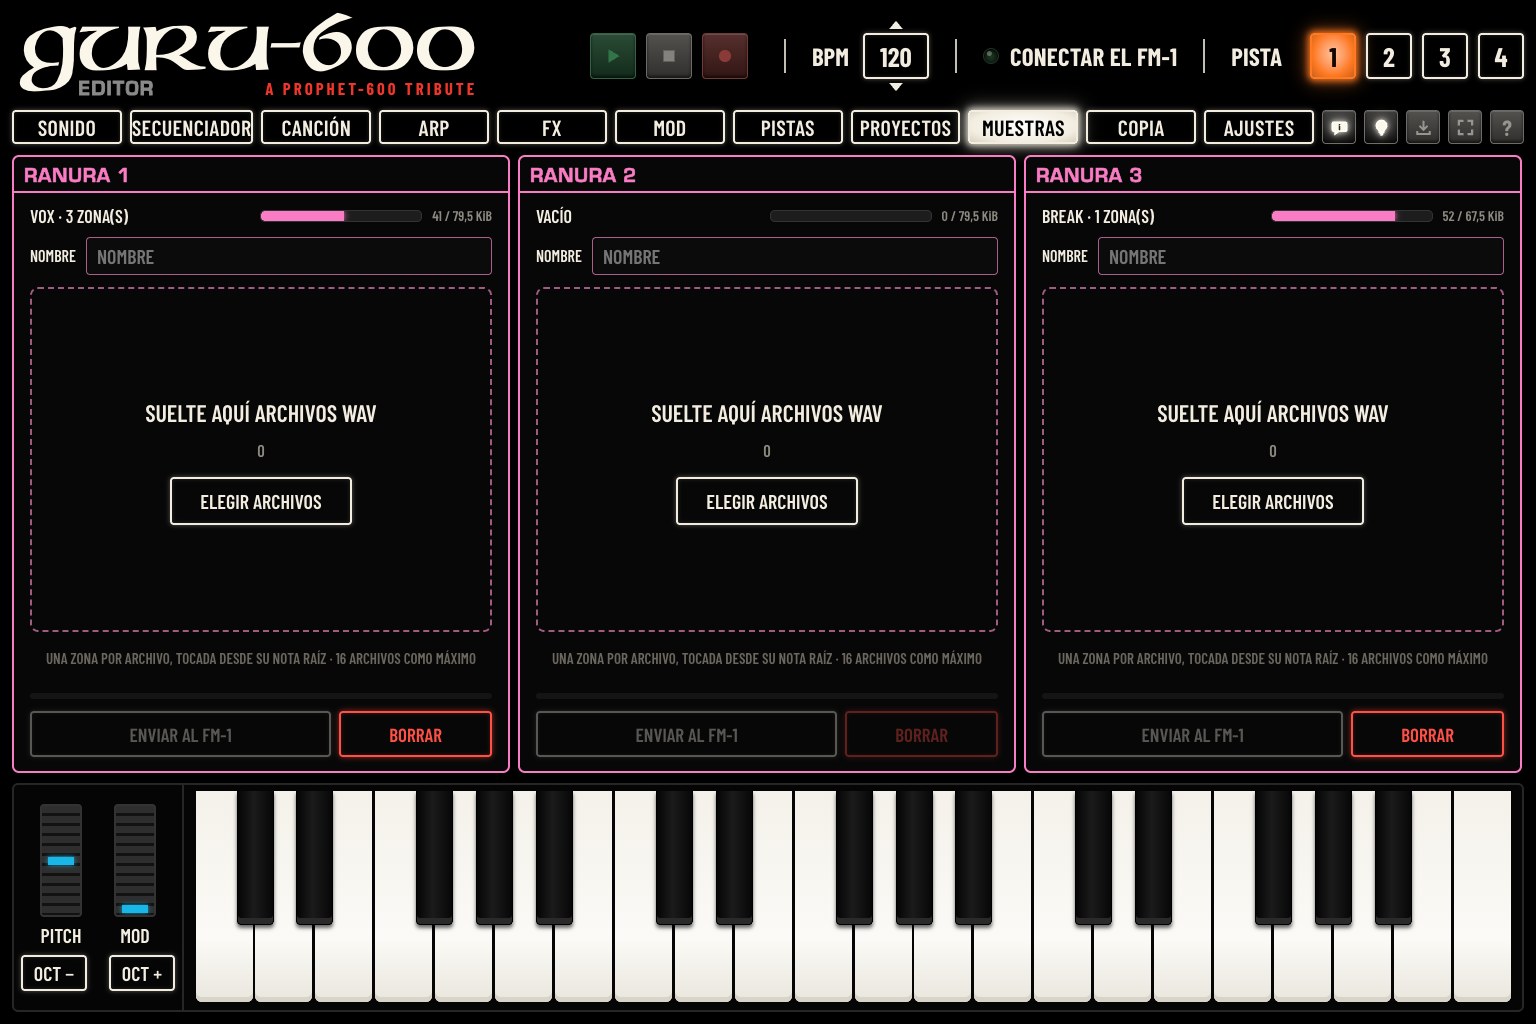 guru-600
EDITOR
A PROPHET-600 TRIBUTE
BPM 120
CONECTAR EL FM-1
PISTA 1 2 3 4
SONIDO SECUENCIADOR CANCIÓN ARP FX MOD PISTAS PROYECTOS MUESTRAS COPIA AJUSTES ?
RANURA 1
VOX · 3 ZONA(S) 41 / 79,5 KiB
NOMBRE NOMBRE
SUELTE AQUÍ ARCHIVOS WAV
0
ELEGIR ARCHIVOS
UNA ZONA POR ARCHIVO, TOCADA DESDE SU NOTA RAÍZ · 16 ARCHIVOS COMO MÁXIMO
ENVIAR AL FM-1 BORRAR
RANURA 2
VACÍO 0 / 79,5 KiB
NOMBRE NOMBRE
SUELTE AQUÍ ARCHIVOS WAV
0
ELEGIR ARCHIVOS
UNA ZONA POR ARCHIVO, TOCADA DESDE SU NOTA RAÍZ · 16 ARCHIVOS COMO MÁXIMO
ENVIAR AL FM-1 BORRAR
RANURA 3
BREAK · 1 ZONA(S) 52 / 67,5 KiB
NOMBRE NOMBRE
SUELTE AQUÍ ARCHIVOS WAV
0
ELEGIR ARCHIVOS
UNA ZONA POR ARCHIVO, TOCADA DESDE SU NOTA RAÍZ · 16 ARCHIVOS COMO MÁXIMO
ENVIAR AL FM-1 BORRAR
PITCH MOD
OCT – OCT +